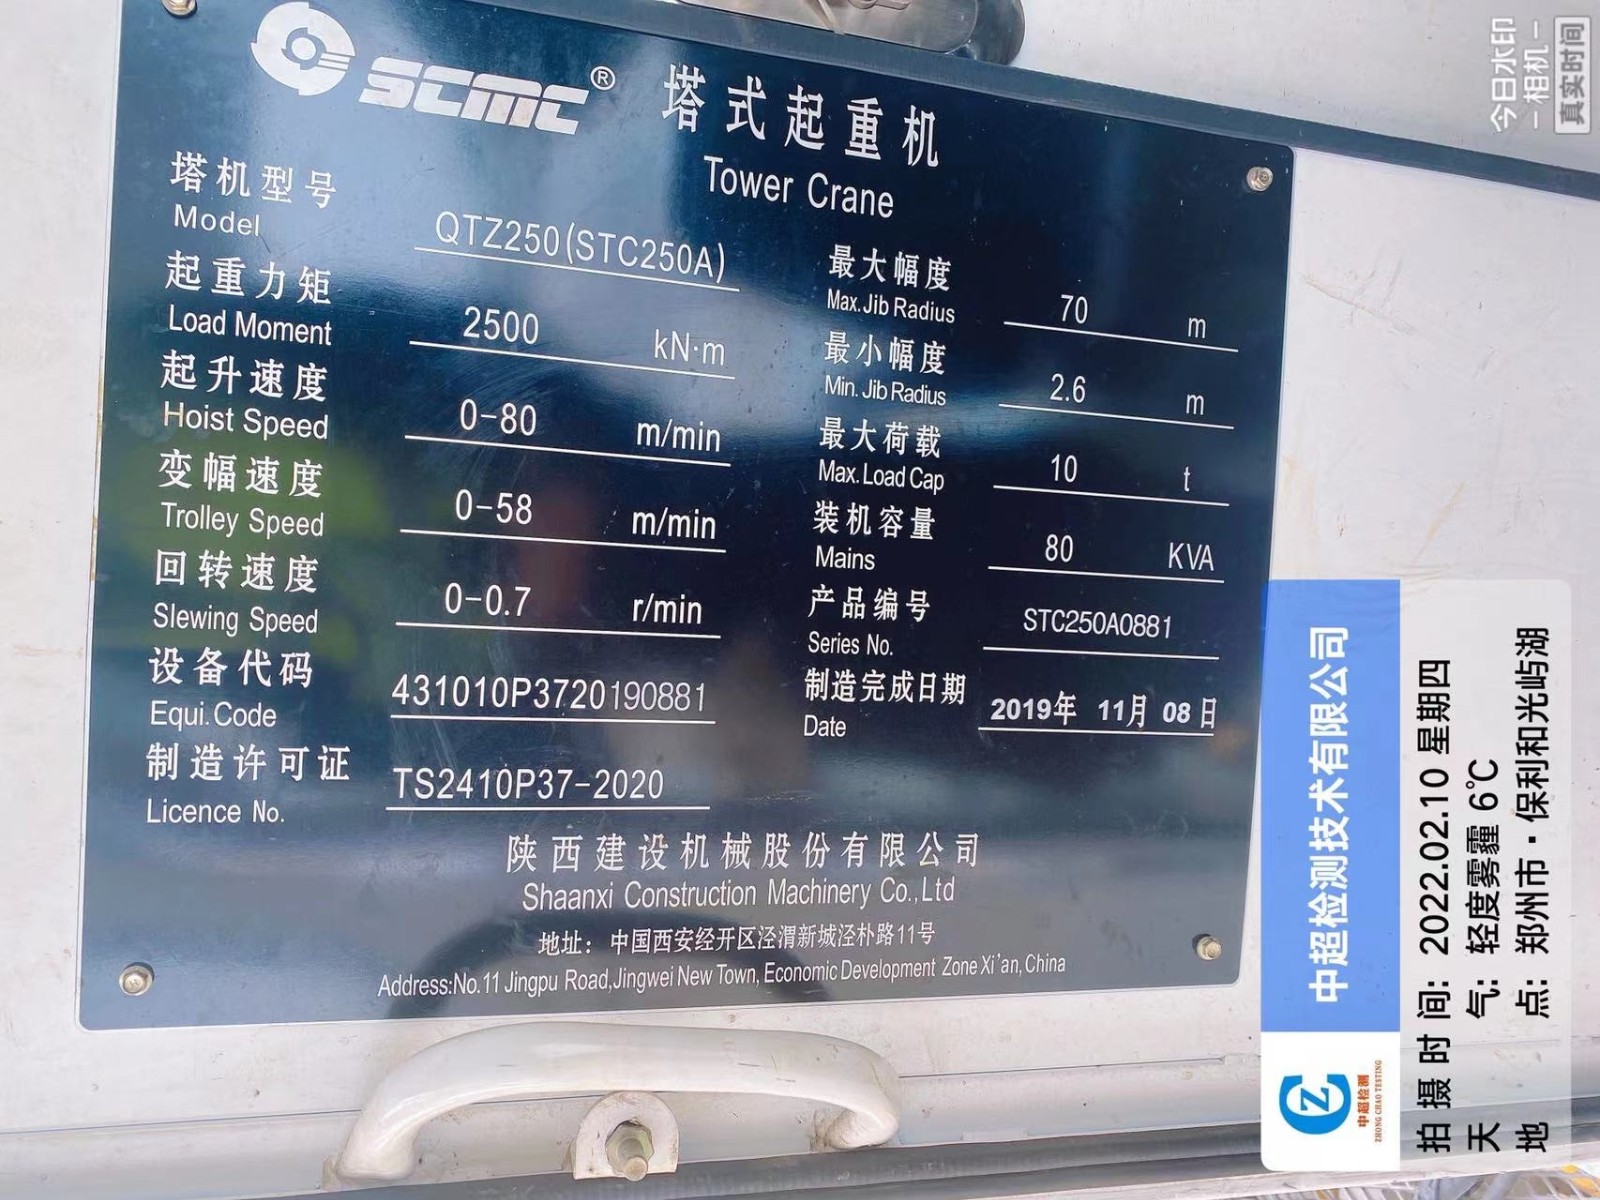 SCMC® 塔式起重机
Tower Crane
塔机型号
Model QTZ250(STC250A)
起重力矩
Load Moment 2500 kN·m
起升速度
Hoist Speed 0-80 m/min
变幅速度
Trolley Speed 0-58 m/min
回转速度
Slewing Speed 0-0.7 r/min
设备代码
Equi.Code 431010P3720190881
制造许可证
Licence No. TS2410P37-2020
最大幅度
Max.Jib Radius 70 m
最小幅度
Min.Jib Radius 2.6 m
最大荷载
Max.Load Cap 10 t
装机容量
Mains 80 KVA
产品编号
Series No. STC250A0881
制造完成日期
Date 2019年 11月 08日
陕西建设机械股份有限公司
Shaanxi Construction Machinery Co.,Ltd
地址：中国西安经开区泾渭新城泾朴路11号
Address:No.11 Jingpu Road,Jingwei New Town, Economic Development Zone Xi'an,China
今日水印
相机
真实时间
CZ
中超检测
ZHONG CHAO TESTING
中超检测技术有限公司
拍摄时间：2022.02.10 星期四
天气：轻度雾霾 6℃
地点：郑州市·保利和光屿湖